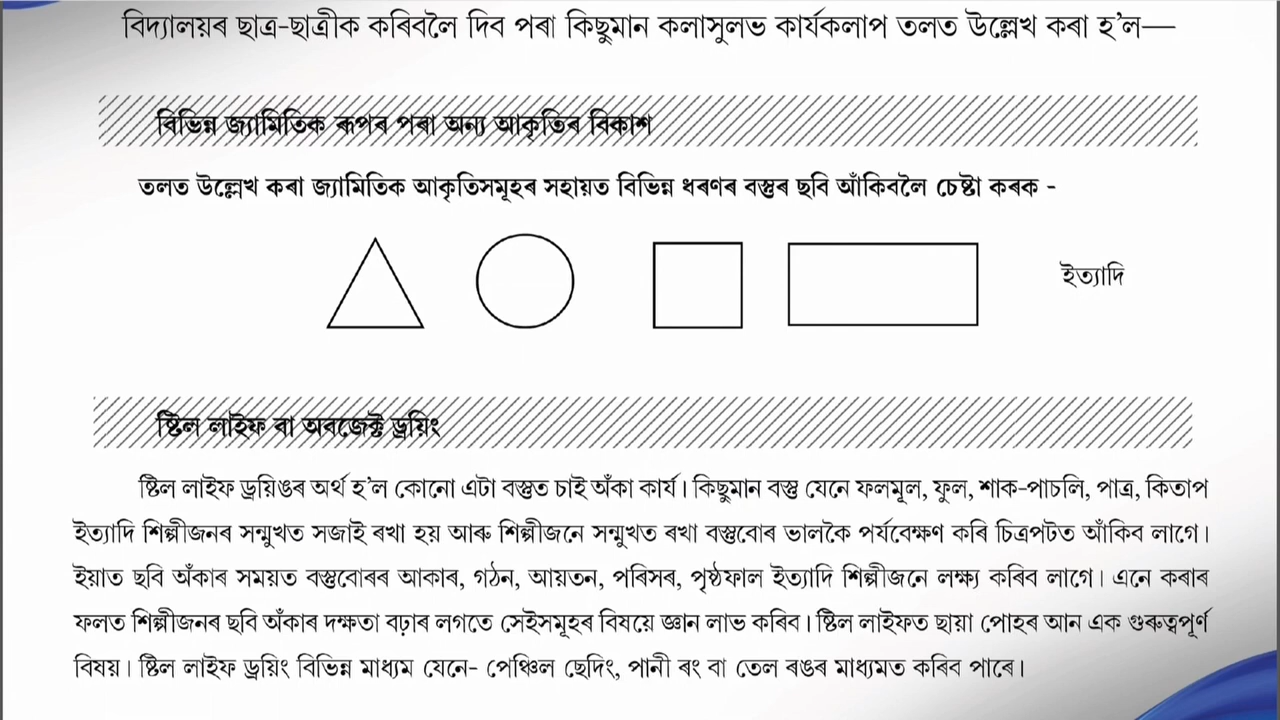 বিদ্যালয়ৰ ছাত্ৰ-ছাত্ৰীক কৰিবলৈ দিব পৰা কিছুমান কলাসুলভ কাৰ্যকলাপ তলত উল্লেখ কৰা হ’ল—
বিভিন্ন জ্যামিতিক ৰূপৰ পৰা অন্য আকৃতিৰ বিকাশ
তলত উল্লেখ কৰা জ্যামিতিক আকৃতিসমূহৰ সহায়ত বিভিন্ন ধৰণৰ বস্তুৰ ছবি আঁকিবলৈ চেষ্টা কৰক -
ইত্যাদি
ষ্টিল লাইফ বা অবজেক্ট ড্ৰয়িং
ষ্টিল লাইফ ড্ৰয়িঙৰ অৰ্থ হ’ল কোনো এটা বস্তুত চাই অঁকা কাৰ্য। কিছুমান বস্তু যেনে ফলমূল, ফুল, শাক-পাচলি, পাত্ৰ, কিতাপ
ইত্যাদি শিল্পীজনৰ সন্মুখত সজাই ৰখা হয় আৰু শিল্পীজনে সন্মুখত ৰখা বস্তুবোৰ ভালকৈ পৰ্যবেক্ষণ কৰি চিত্ৰপটত আঁকিব লাগে।
ইয়াত ছবি অঁকাৰ সময়ত বস্তুবোৰৰ আকাৰ, গঠন, আয়তন, পৰিসৰ, পৃষ্ঠফাল ইত্যাদি শিল্পীজনে লক্ষ্য কৰিব লাগে। এনে কৰাৰ
ফলত শিল্পীজনৰ ছবি অঁকাৰ দক্ষতা বঢ়াৰ লগতে সেইসমূহৰ বিষয়ে জ্ঞান লাভ কৰিব। ষ্টিল লাইফত ছায়া পোহৰ আন এক গুৰুত্বপূৰ্ণ
বিষয়। ষ্টিল লাইফ ড্ৰয়িং বিভিন্ন মাধ্যম যেনে- পেঞ্চিল ছেদিং, পানী ৰং বা তেল ৰঙৰ মাধ্যমত কৰিব পাৰে।